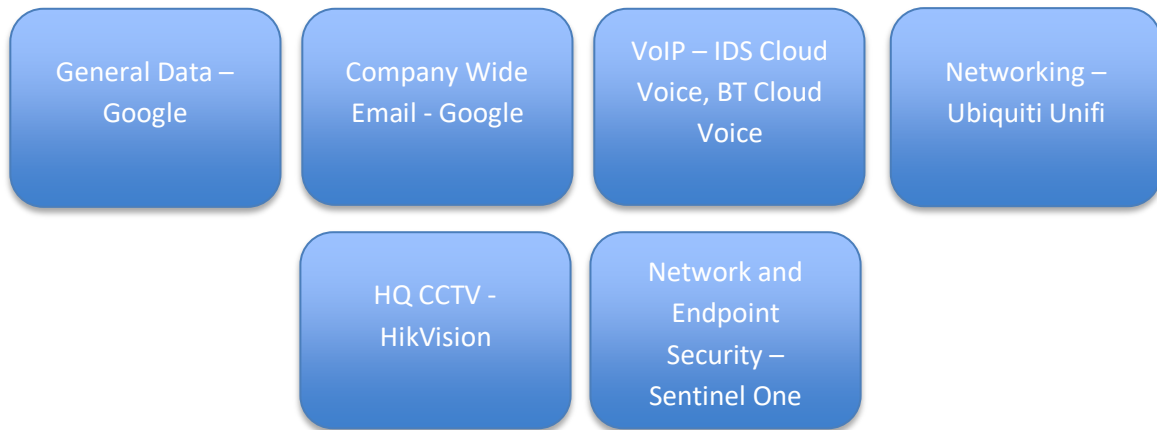 General Data –
Google
Company Wide
Email - Google
VoIP – IDS Cloud
Voice, BT Cloud
Voice
Networking –
Ubiquiti Unifi
HQ CCTV -
HikVision
Network and
Endpoint
Security –
Sentinel One